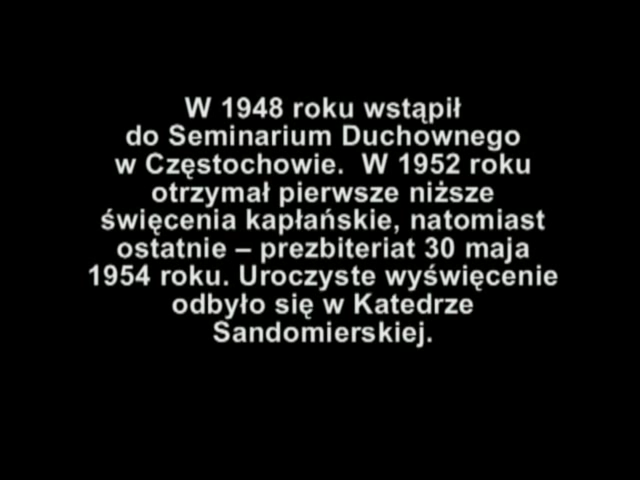 W 1948 roku wstąpił
do Seminarium Duchownego
w Częstochowie.  W 1952 roku
otrzymał pierwsze niższe
święcenia kapłańskie, natomiast
ostatnie – prezbiteriat 30 maja
1954 roku. Uroczyste wyświęcenie
odbyło się w Katedrze
Sandomierskiej.